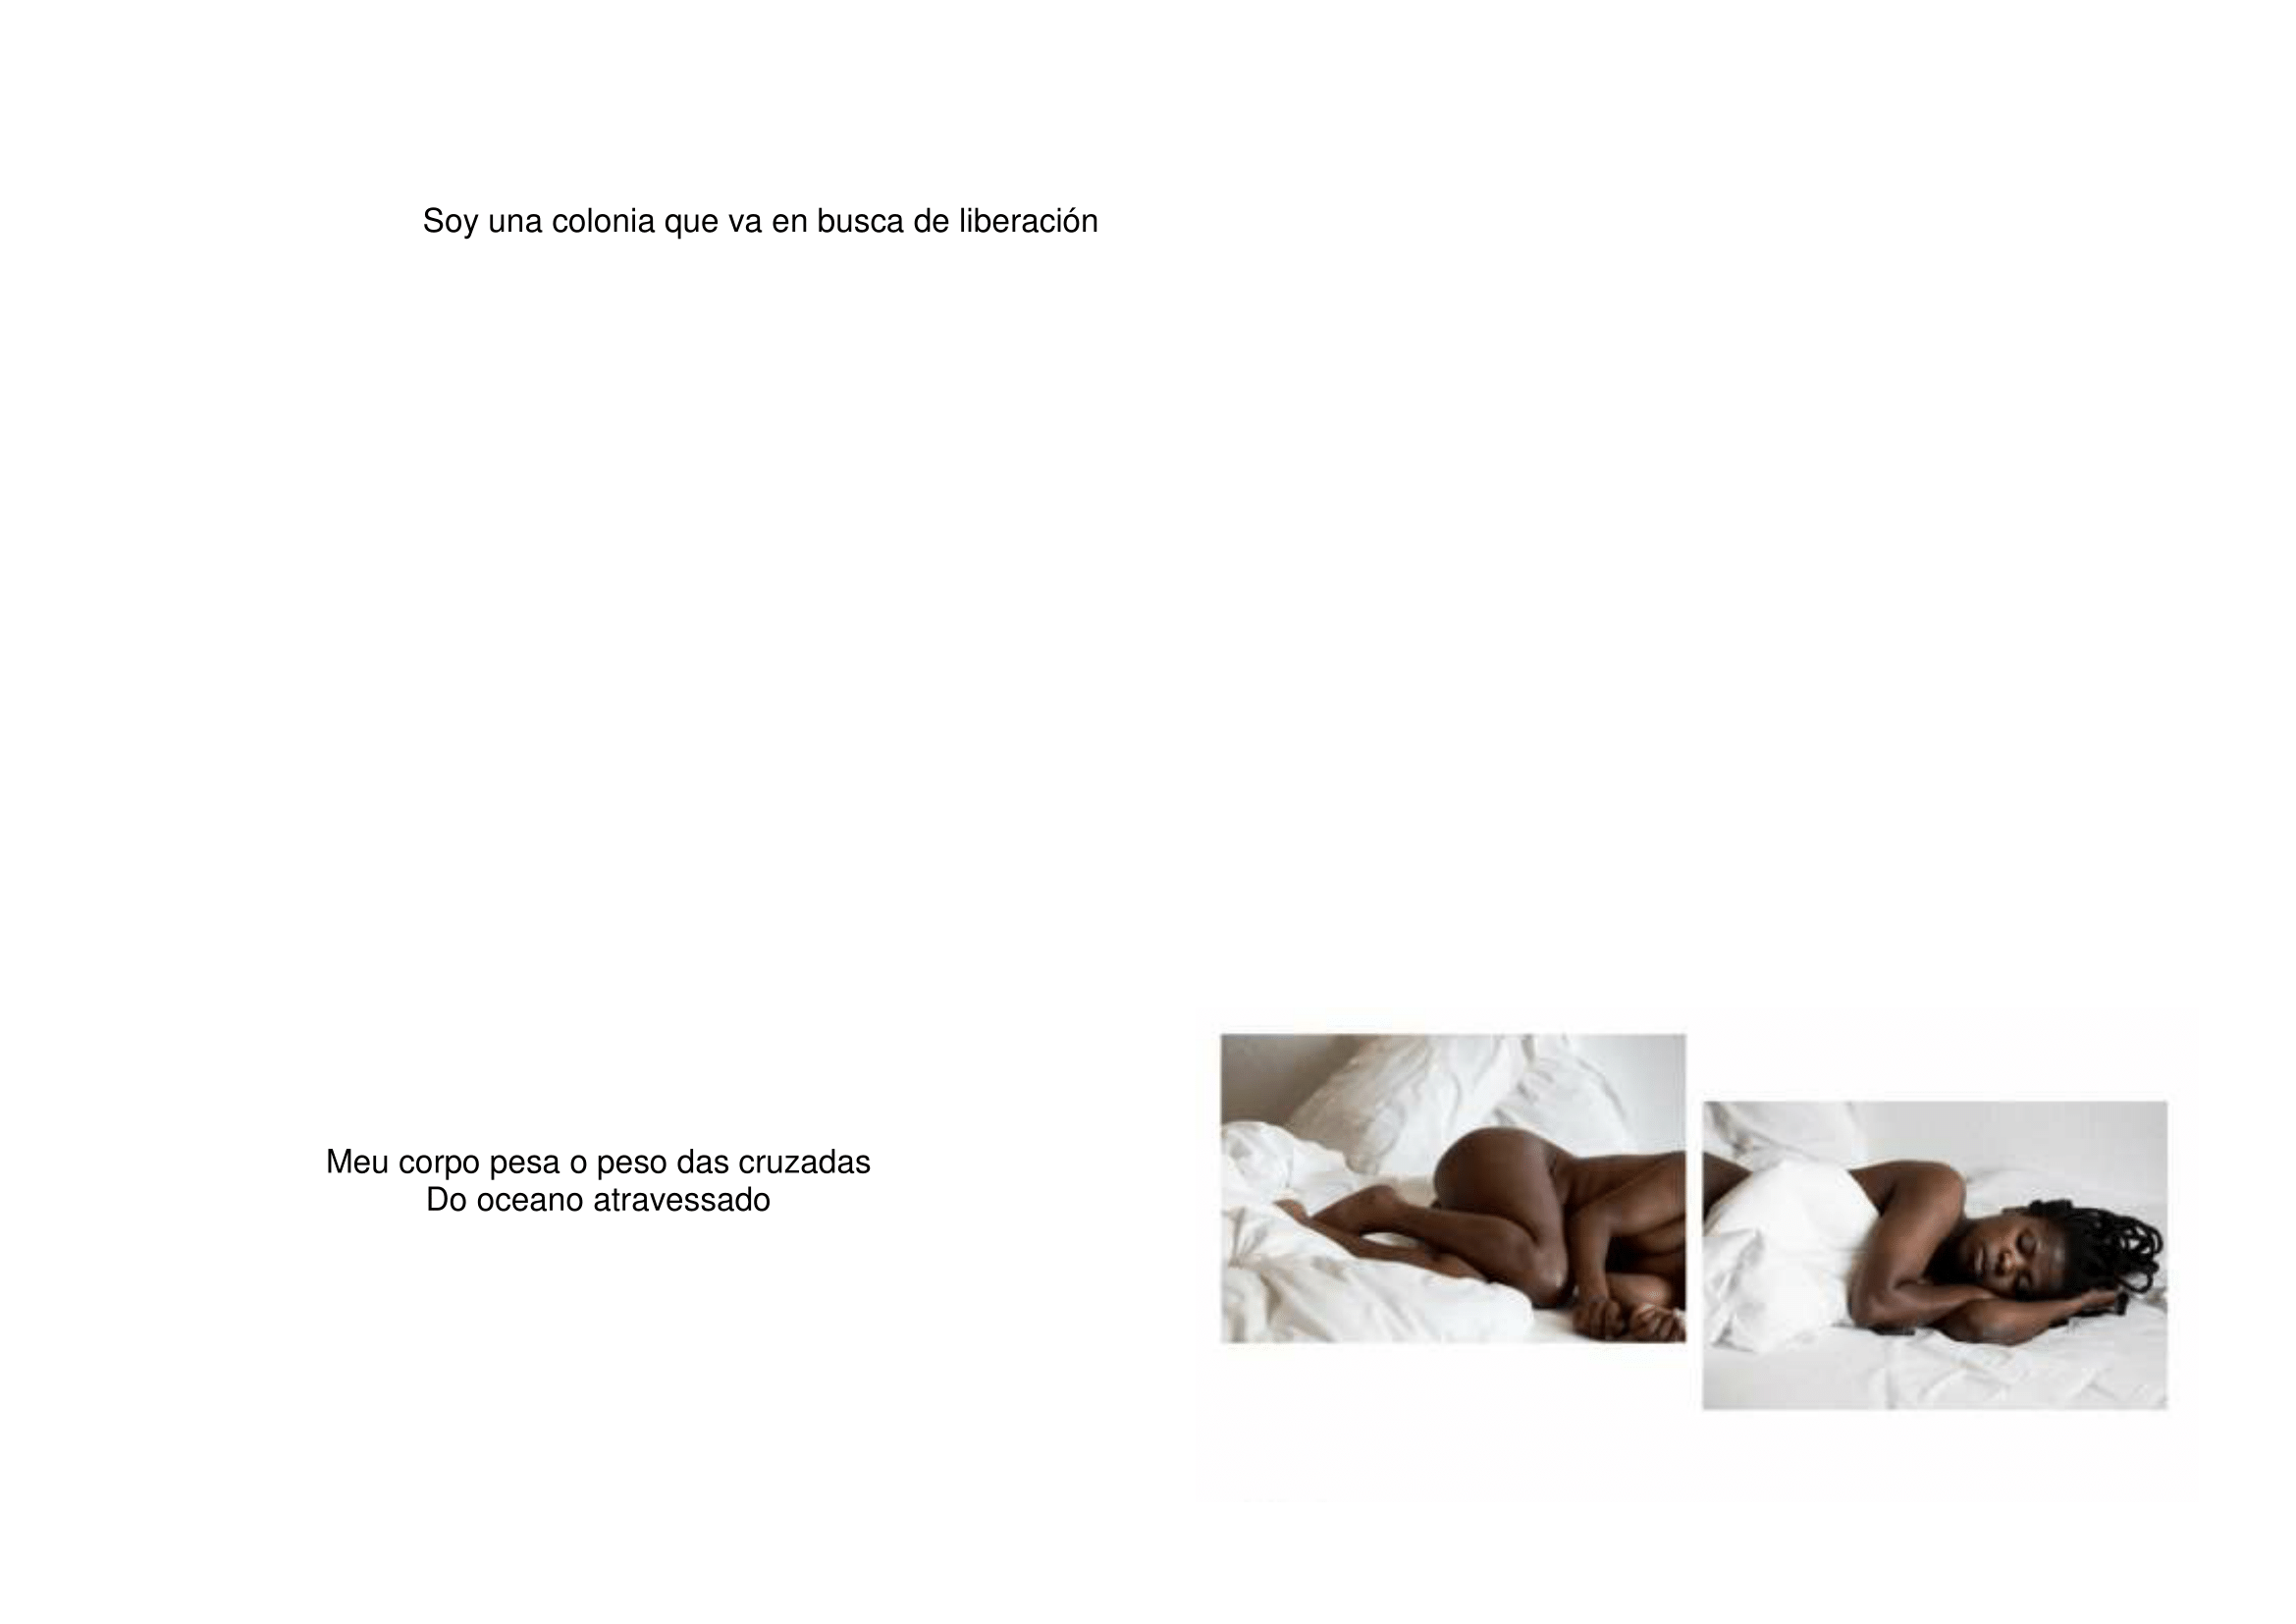 Soy una colonia que va en busca de liberación
Meu corpo pesa o peso das cruzadas
Do oceano atravessado